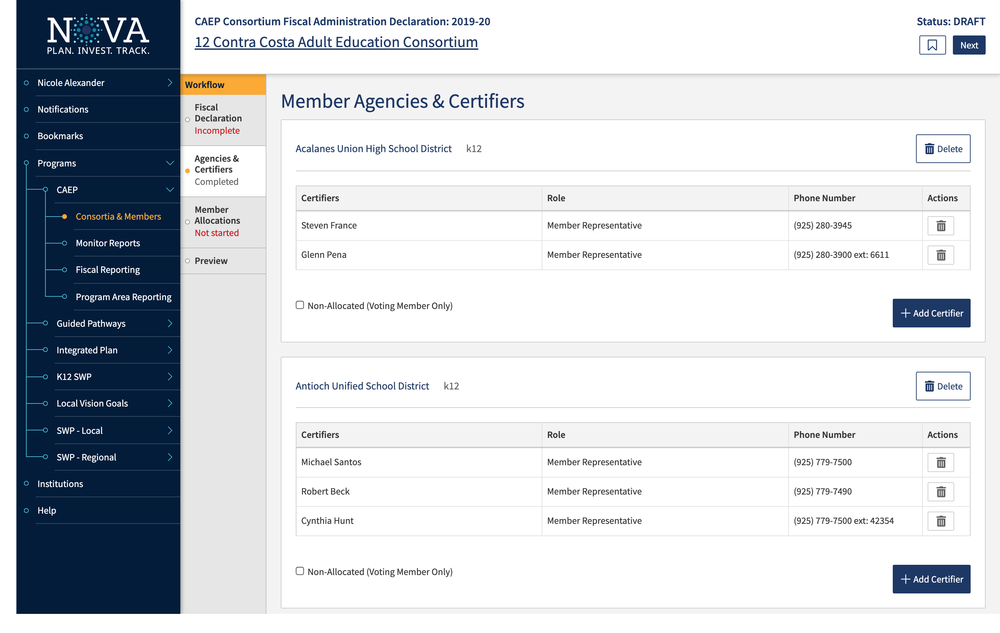 NOVA
PLAN. INVEST. TRACK.
Nicole Alexander
Notifications
Bookmarks
Programs
CAEP
Consortia & Members
Monitor Reports
Fiscal Reporting
Program Area Reporting
Guided Pathways
Integrated Plan
K12 SWP
Local Vision Goals
SWP - Local
SWP - Regional
Institutions
Help
CAEP Consortium Fiscal Administration Declaration: 2019-20
12 Contra Costa Adult Education Consortium
Status: DRAFT
Next
Workflow
Fiscal
Declaration
Incomplete
Agencies &
Certifiers
Completed
Member
Allocations
Not started
Preview
Member Agencies & Certifiers
Acalanes Union High School District k12
Delete
Certifiers Role Phone Number Actions
Steven France Member Representative (925) 280-3945
Glenn Pena Member Representative (925) 280-3900 ext: 6611
Non-Allocated (Voting Member Only)
Add Certifier
Antioch Unified School District k12
Delete
Certifiers Role Phone Number Actions
Michael Santos Member Representative (925) 779-7500
Robert Beck Member Representative (925) 779-7490
Cynthia Hunt Member Representative (925) 779-7500 ext: 42354
Non-Allocated (Voting Member Only)
Add Certifier